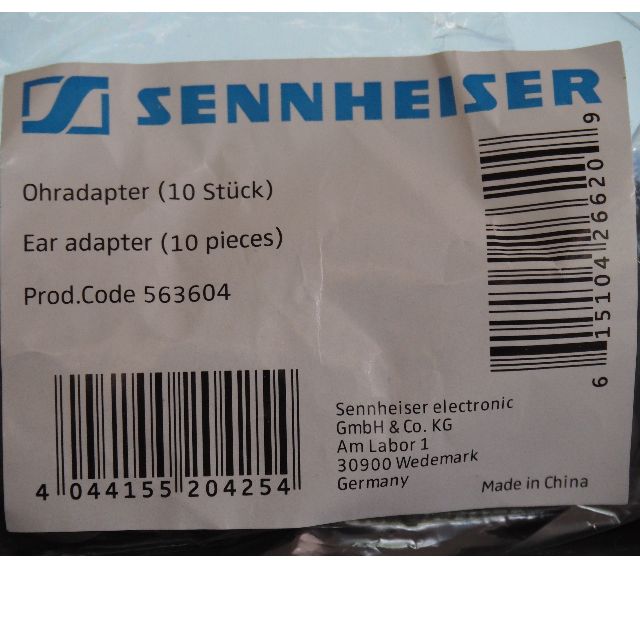 SENNHEISER
Ohradapter (10 Stück)
Ear adapter (10 pieces)
Prod.Code 563604
6 15104 26620 9
4 044155 204254
Sennheiser electronic
GmbH & Co. KG
Am Labor 1
30900 Wedemark
Germany
Made in China